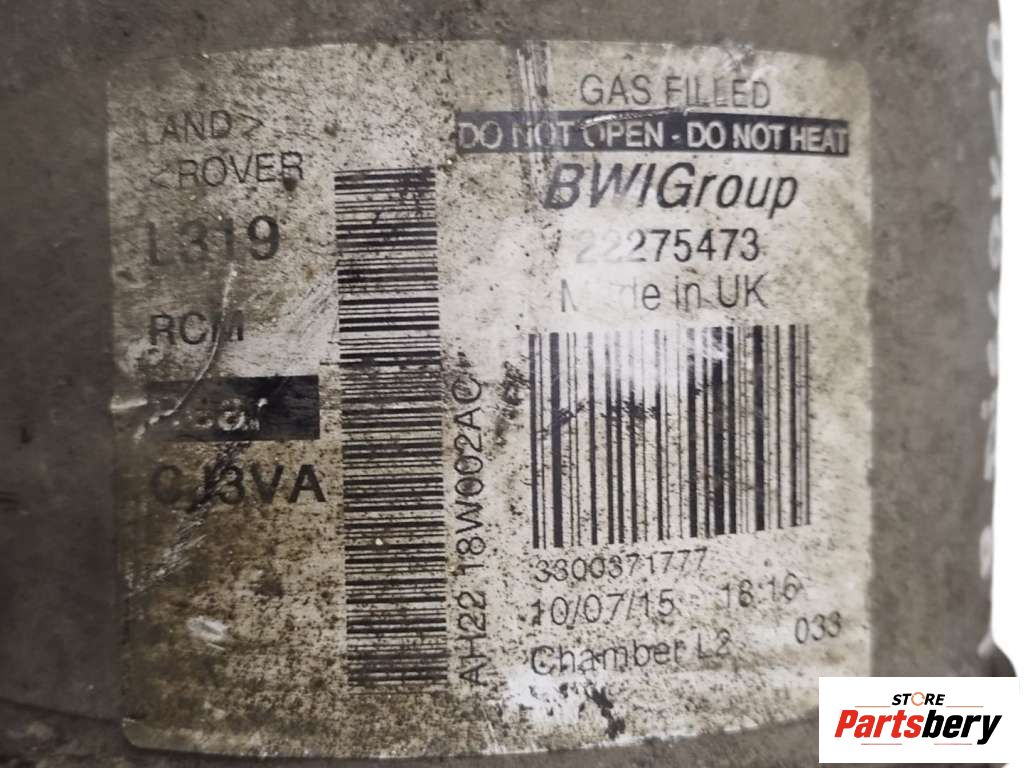 LAND >
< ROVER
L319
RCM
CJ3VA
AH22 18W002AC
GAS FILLED
DO NOT OPEN - DO NOT HEAT
BWIGroup
22275473
Made in UK
3300371777
10/07/15 18:16
Chamber L2 033
STORE
Partsbery